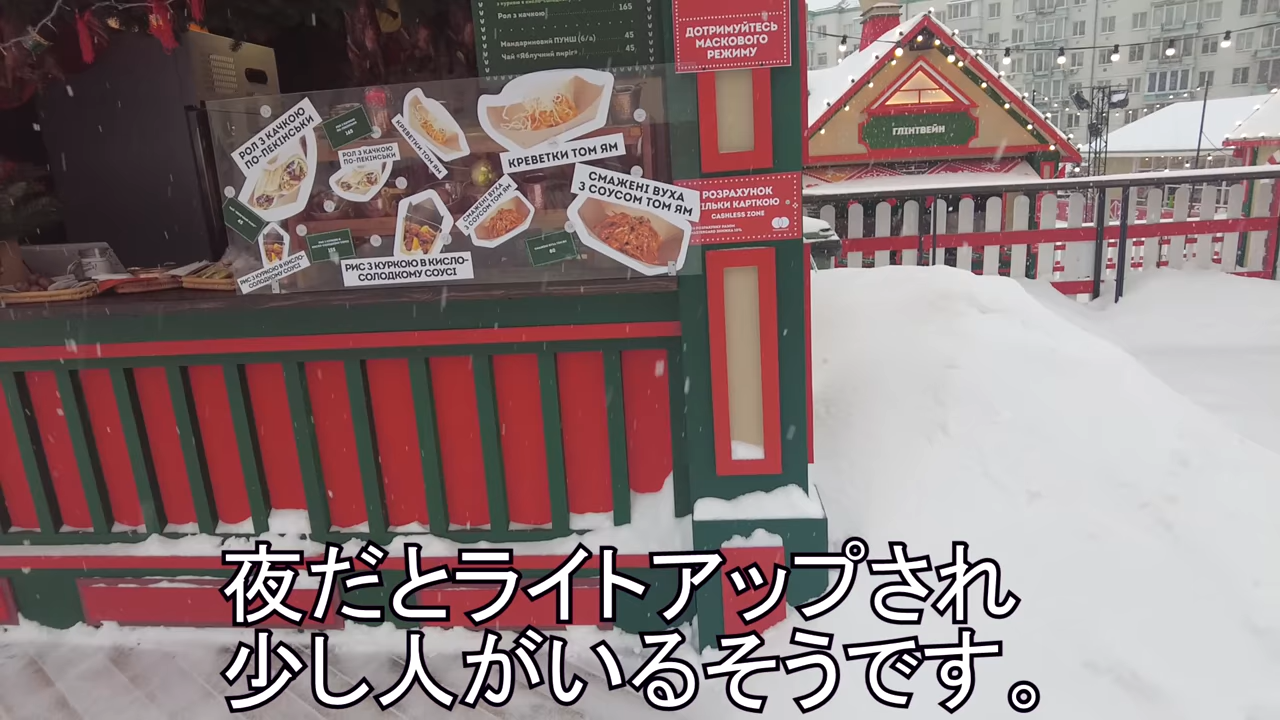 Рол з качкою 165
Мандариновий ПУНШ (б/а) 45
Чай «Яблучний пиріг» 45
ДОТРИМУЙТЕСЬ
МАСКОВОГО
РЕЖИМУ
ГЛІНТВЕЙН
РОЛ З КАЧКОЮ
ПО-ПЕКІНСЬКИ
165
РОЛ З КАЧКОЮ
ПО-ПЕКІНСЬКИ
КРЕВЕТКИ ТОМ ЯМ
КРЕВЕТКИ ТОМ ЯМ
СМАЖЕНІ ВУХА
З СОУСОМ ТОМ ЯМ
СМАЖЕНІ ВУХА
З СОУСОМ ТОМ ЯМ
РОЗРАХУНОК
ІЛЬКИ КАРТКОЮ
CASHLESS ZONE
РИС З КУРКОЮ В КИСЛО-
СОЛОДКОМУ СОУСІ
РИС З КУРКОЮ В КИСЛО-
СОЛОДКОМУ СОУСІ
夜だとライトアップされ
少し人がいるそうです。